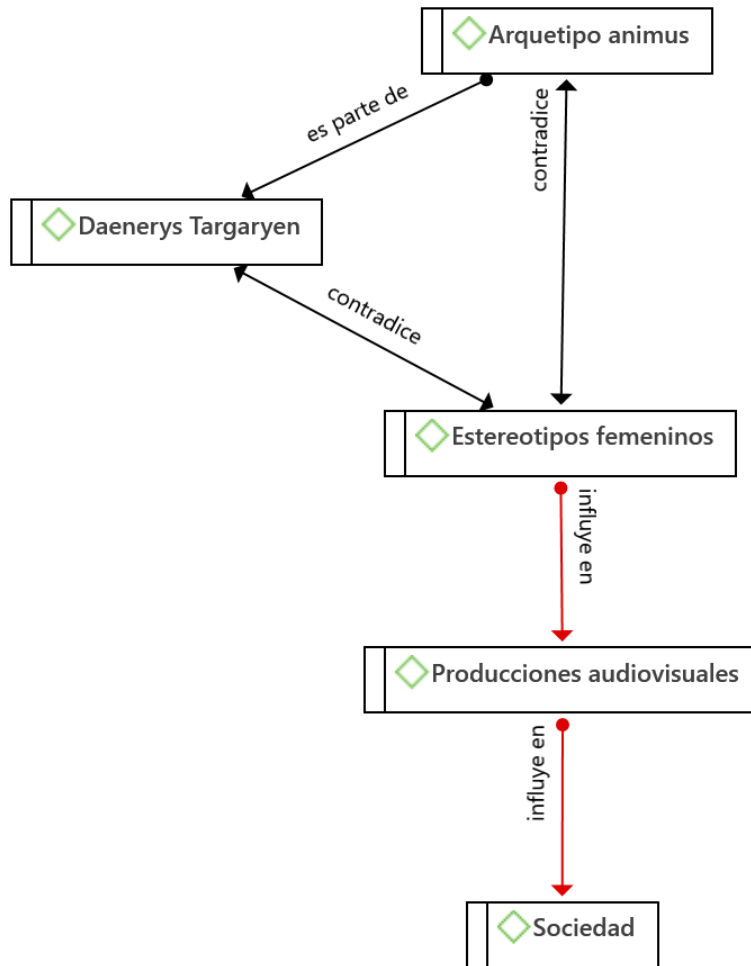 Arquetipo animus
es parte de
contradice
Daenerys Targaryen
contradice
Estereotipos femeninos
influye en
Producciones audiovisuales
influye en
Sociedad